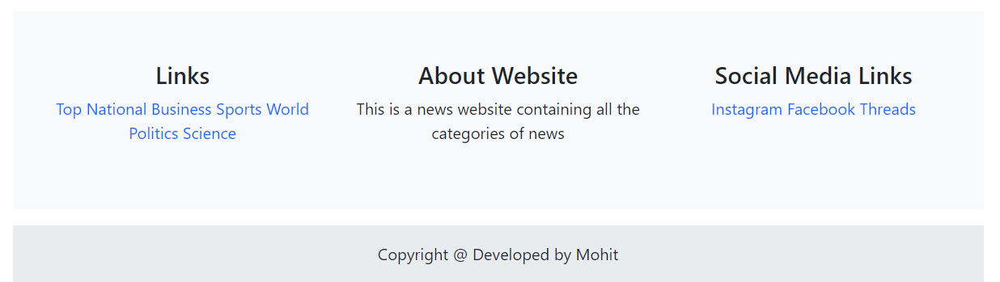 Links
Top National Business Sports World
Politics Science
About Website
This is a news website containing all the
categories of news
Social Media Links
Instagram Facebook Threads
Copyright @ Developed by Mohit